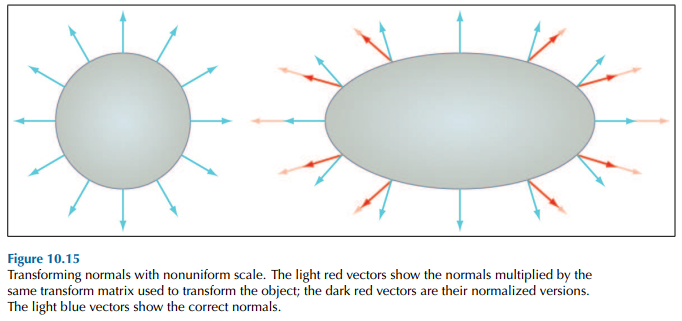 Figure 10.15
Transforming normals with nonuniform scale. The light red vectors show the normals multiplied by the
same transform matrix used to transform the object; the dark red vectors are their normalized versions.
The light blue vectors show the correct normals.